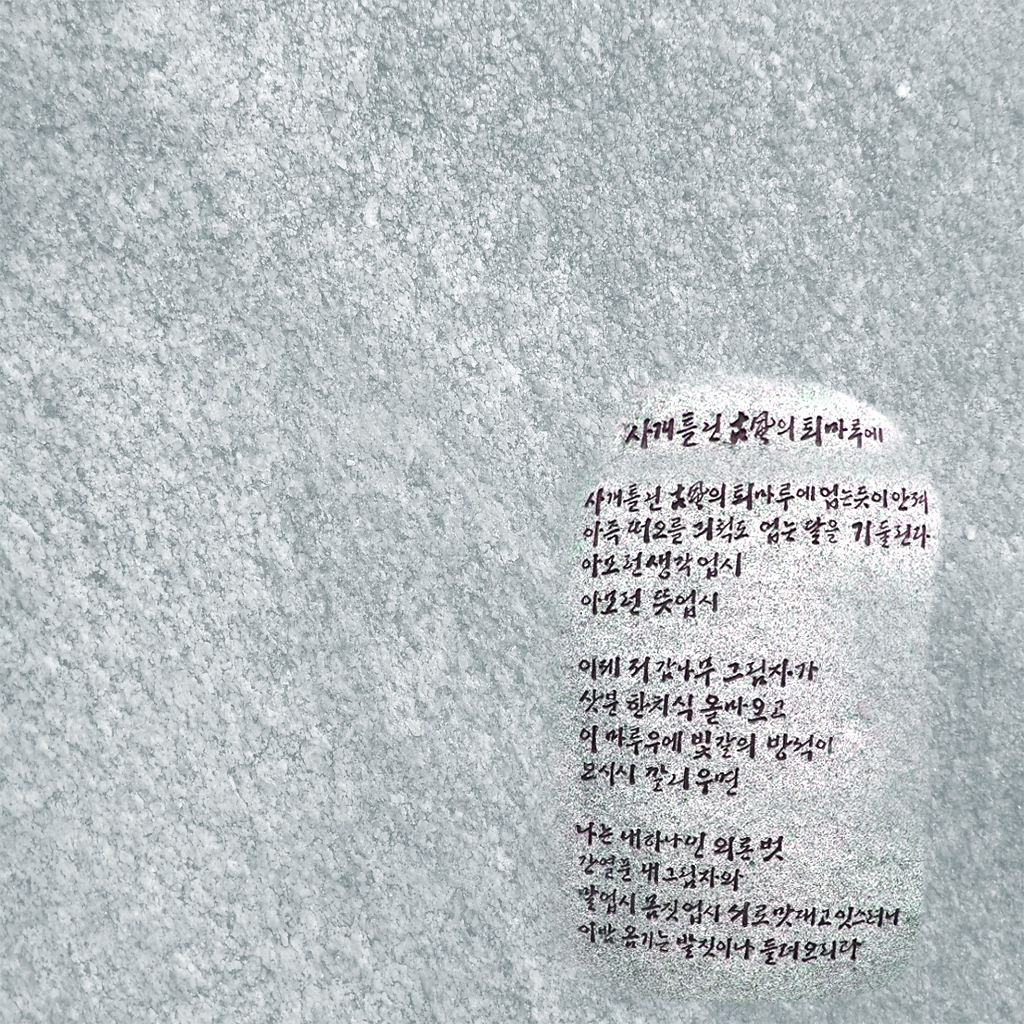 사개틀닌 古風의 퇴마루에
사개틀닌 古風의 퇴마루에 업는듯이안져
아즉 떠오를 긔척도 업는 달을 기둘린다
아모런생각업시
아모런 뜻업시
이제 저 감나무 그림자가
삿분 한치식 올마오고
이 마루우에 빛갈의 방석이
보시시 깔리우면
나는 내하나인 외론벗
간열푼 내그림자와
말업시 몸짓업시 서로맛대고잇스려니
이밤 옴기는 발짓이나 들려오리라